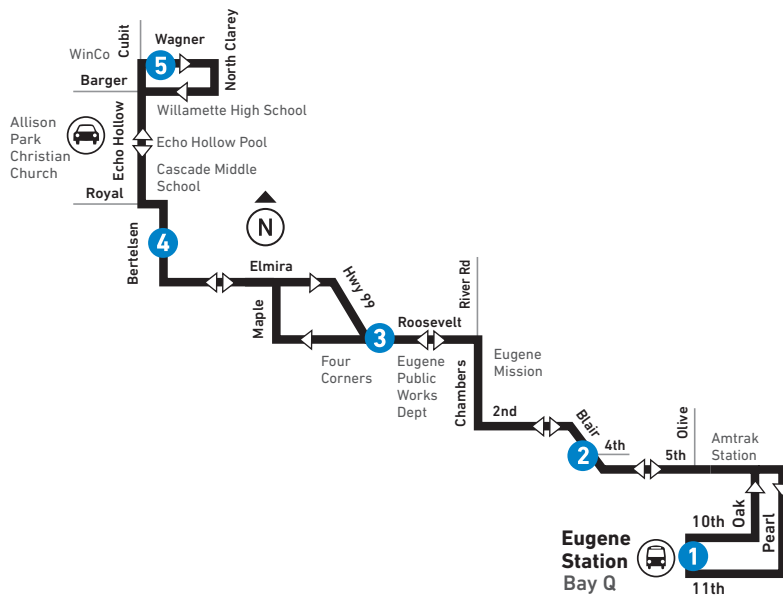 Cubit
Wagner
North Clarey
WinCo
5
Barger
Willamette High School
Allison
Park
Christian
Church
Echo Hollow
Echo Hollow Pool
Cascade Middle
School
Royal
N
Bertelsen
4
Elmira
Hwy 99
River Rd
Maple
3
Roosevelt
Four
Corners
Eugene
Public
Works
Dept
Chambers
Eugene
Mission
2nd
Blair
2
4th
5th
Olive
Amtrak
Station
Oak
Pearl
10th
Eugene
Station
Bay Q
1
11th